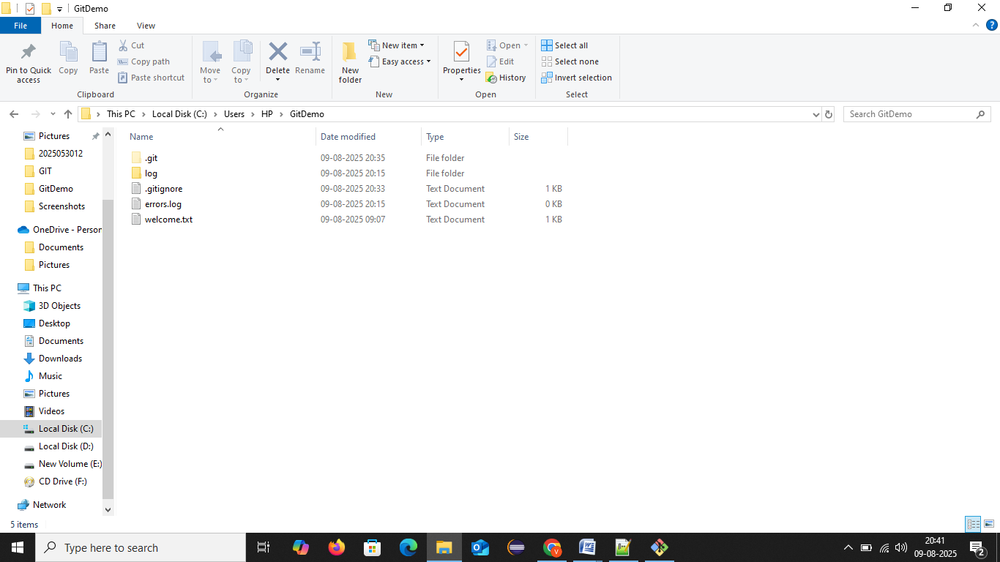 GitDemo
File Home Share View
Pin to Quick access
Copy
Paste
Cut
Copy path
Paste shortcut
Clipboard
Move to
Copy to
Delete
Rename
Organize
New folder
New item
Easy access
New
Properties
Open
Edit
History
Open
Select all
Select none
Invert selection
Select
This PC > Local Disk (C:) > Users > HP > GitDemo
Search GitDemo
Pictures
2025053012
GIT
GitDemo
Screenshots
OneDrive - Person
Documents
Pictures
This PC
3D Objects
Desktop
Documents
Downloads
Music
Pictures
Videos
Local Disk (C:)
Local Disk (D:)
New Volume (E:)
CD Drive (F:)
Network
Name Date modified Type Size
.git 09-08-2025 20:35 File folder
log 09-08-2025 20:15 File folder
.gitignore 09-08-2025 20:33 Text Document 1 KB
errors.log 09-08-2025 20:15 Text Document 0 KB
welcome.txt 09-08-2025 09:07 Text Document 1 KB
5 items
Type here to search
20:41
09-08-2025
2